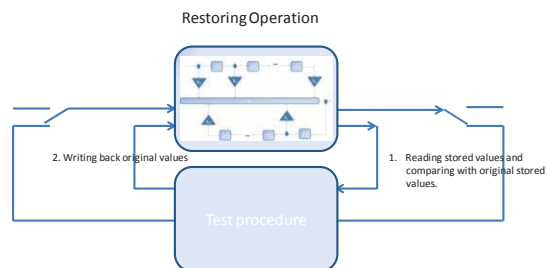 Restoring Operation
2. Writing back original values
1. Reading stored values and
comparing with original stored
values.
Test procedure